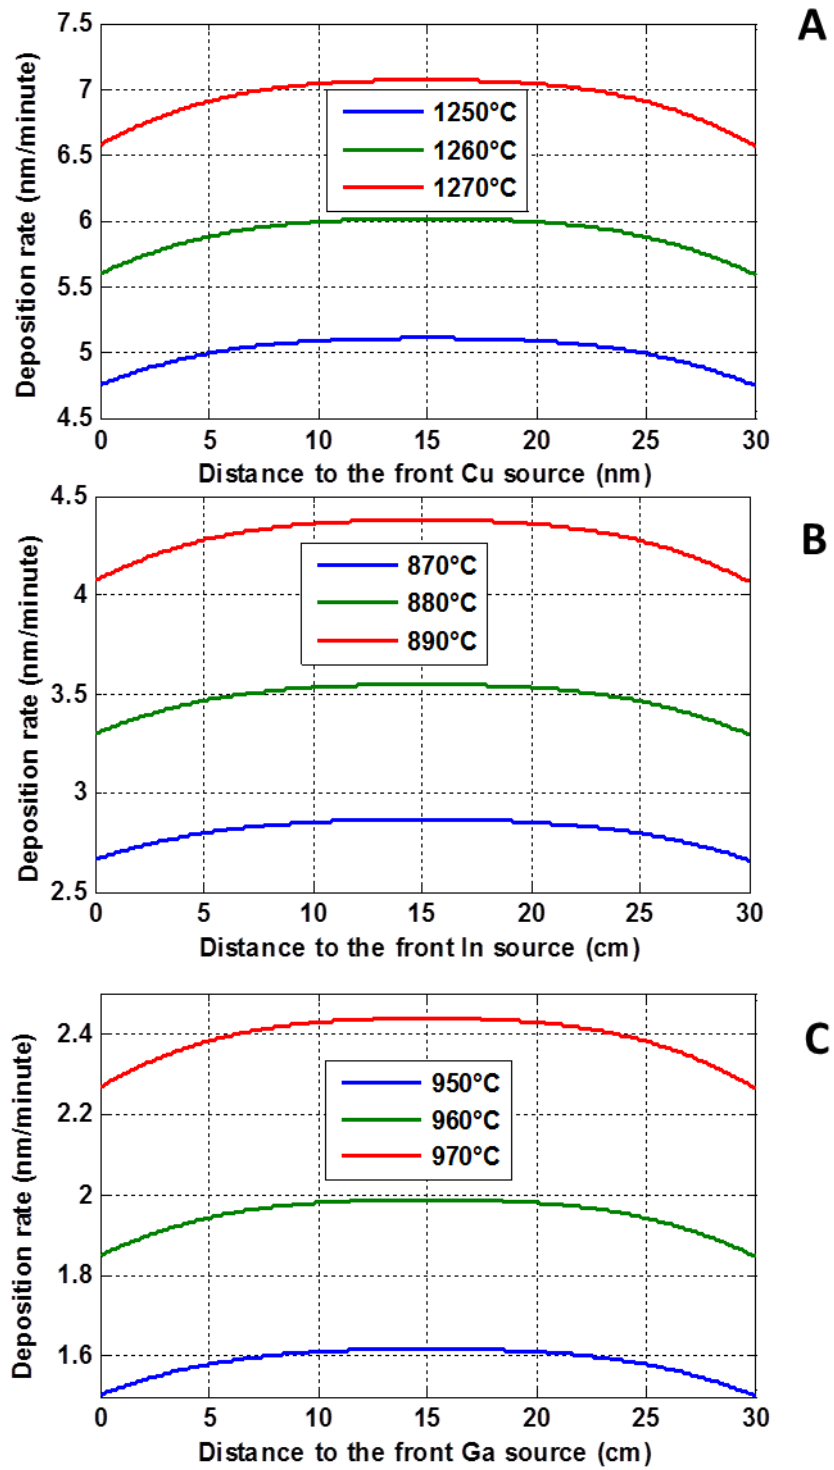 A
7.5
7
6.5
6
5.5
5
4.5
Deposition rate (nm/minute)
1250°C
1260°C
1270°C
0 5 10 15 20 25 30
Distance to the front Cu source (nm)
B
4.5
4
3.5
3
2.5
Deposition rate (nm/minute)
870°C
880°C
890°C
0 5 10 15 20 25 30
Distance to the front In source (cm)
C
2.4
2.2
2
1.8
1.6
Deposition rate (nm/minute)
950°C
960°C
970°C
0 5 10 15 20 25 30
Distance to the front Ga source (cm)